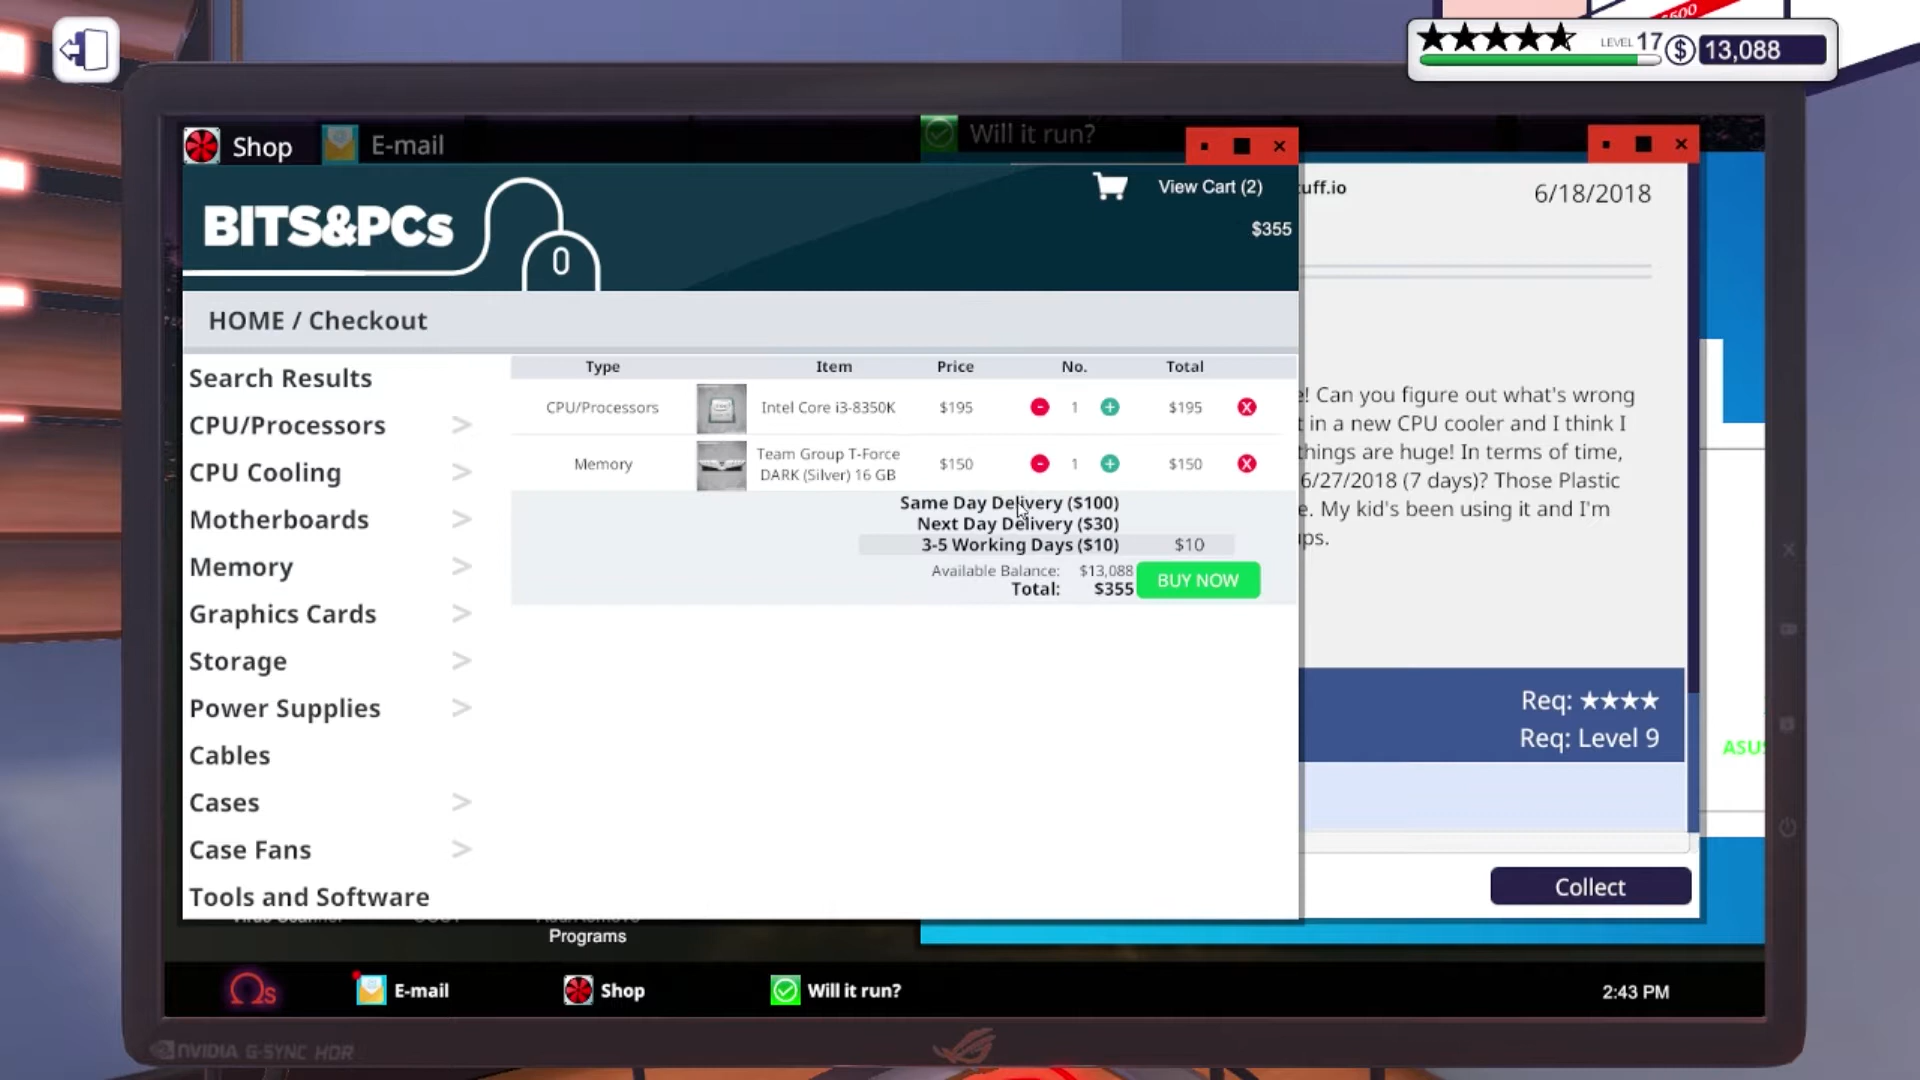 $500
LEVEL 17
$ 13,088
Shop
E-mail
Will it run?
BITS&PCs
View Cart (2)
$355
uff.io
6/18/2018
HOME / Checkout
Search Results
CPU/Processors >
CPU Cooling >
Motherboards >
Memory >
Graphics Cards >
Storage >
Power Supplies >
Cables
Cases >
Case Fans >
Tools and Software
Type Item Price No. Total
CPU/Processors Intel Core i3-8350K $195 - 1 + $195 X
Memory Team Group T-Force DARK (Silver) 16 GB $150 - 1 + $150 X
Same Day Delivery ($100)
Next Day Delivery ($30)
3-5 Working Days ($10) $10
Available Balance: $13,088
Total: $355
BUY NOW
e! Can you figure out what's wrong
t in a new CPU cooler and I think I
things are huge! In terms of time,
6/27/2018 (7 days)? Those Plastic
e. My kid's been using it and I'm
ups.
Req: ★★★★
Req: Level 9
ASUS
Collect
Programs
Ωs
E-mail
Shop
Will it run?
2:43 PM
NVIDIA G-SYNC HDR